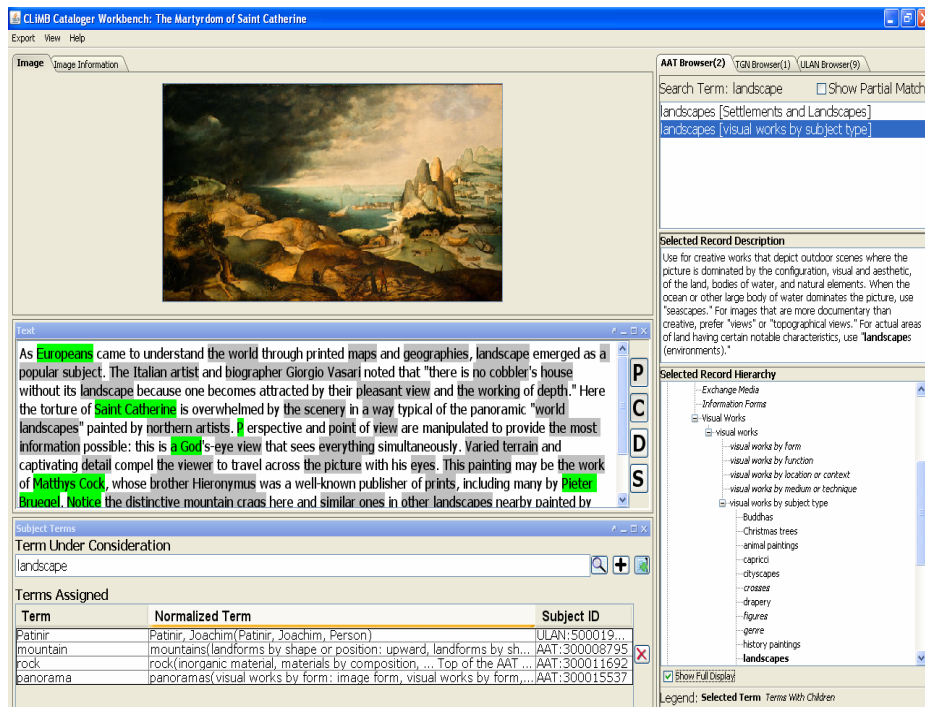 CLiMB Cataloger Workbench: The Martyrdom of Saint Catherine
Export View Help
Image Image Information
AAT Browser(2) TGN Browser(1) ULAN Browser(9)
Search Term: landscape Show Partial Match
landscapes [Settlements and Landscapes]
landscapes [visual works by subject type]
Selected Record Description
Use for creative works that depict outdoor scenes where the
picture is dominated by the configuration, visual and aesthetic,
of the land, bodies of water, and natural elements. When the
ocean or other large body of water dominates the picture, use
"seascapes." For images that are more documentary than
creative, prefer "views" or "topographical views." For actual areas
of land having certain notable characteristics, use "landscapes
(environments)."
Selected Record Hierarchy
Exchange Media
Information Forms
Visual Works
visual works
visual works by form
visual works by function
visual works by location or context
visual works by medium or technique
visual works by subject type
Buddhas
Christmas trees
animal paintings
capricci
cityscapes
crosses
drapery
figures
genre
history paintings
landscapes
Show Full Display
Legend: Selected Term Terms With Children
Text
As Europeans came to understand the world through printed maps and geographies, landscape emerged as a
popular subject. The Italian artist and biographer Giorgio Vasari noted that "there is no cobbler's house
without its landscape because one becomes attracted by their pleasant view and the working of depth." Here
the torture of Saint Catherine is overwhelmed by the scenery in a way typical of the panoramic "world
landscapes" painted by northern artists. P erspective and point of view are manipulated to provide the most
information possible: this is a God's-eye view that sees everything simultaneously. Varied terrain and
captivating detail compel the viewer to travel across the picture with his eyes. This painting may be the work
of Matthys Cock, whose brother Hieronymus was a well-known publisher of prints, including many by Pieter
Bruegel. Notice the distinctive mountain crags here and similar ones in other landscapes nearby painted by
P
C
D
S
Subject Terms
Term Under Consideration
landscape
Terms Assigned
Term Normalized Term Subject ID
Patinir Patinir, Joachim(Patinir, Joachim, Person) ULAN:500019...
mountain mountains(landforms by shape or position: upward, landforms by sh... AAT:300008795
rock rock(inorganic material, materials by composition, ... Top of the AAT ... AAT:300011692
panorama panoramas(visual works by form: image form, visual works by form,... AAT:300015537